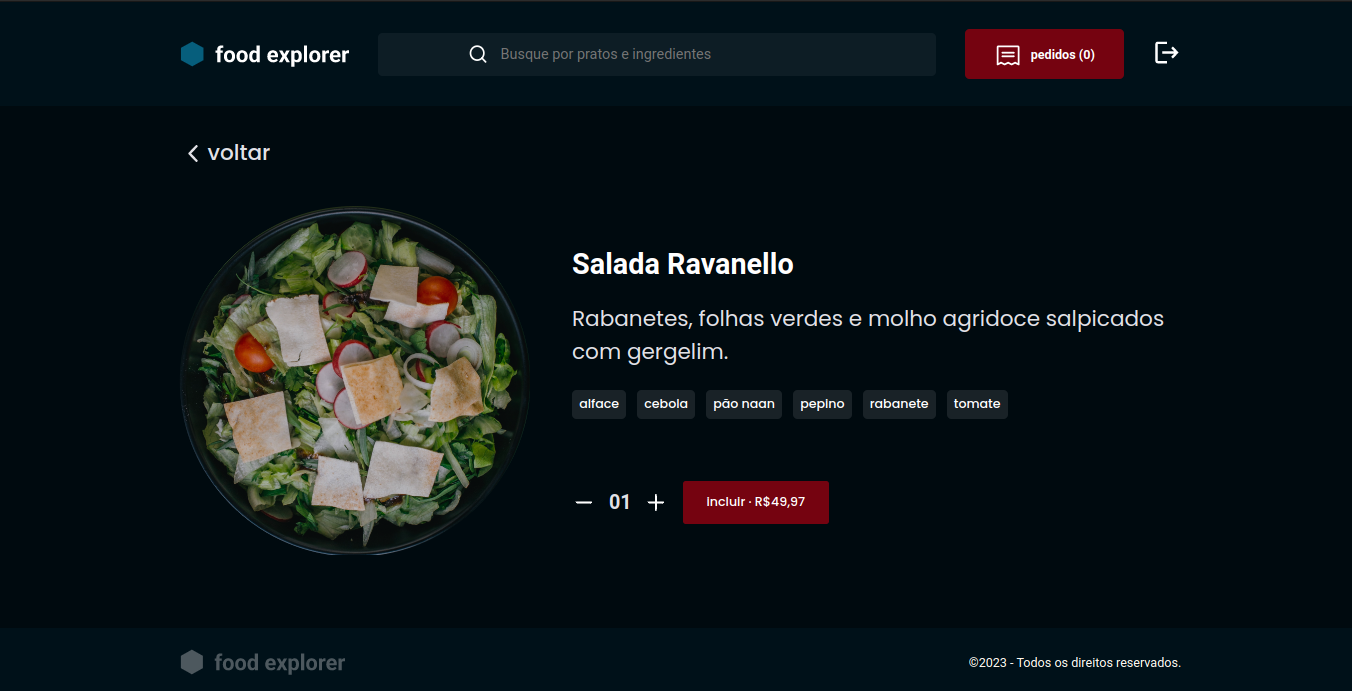 food explorer
Busque por pratos e ingredientes
pedidos (0)
voltar
Salada Ravanello
Rabanetes, folhas verdes e molho agridoce salpicados
com gergelim.
alface cebola pão naan pepino rabanete tomate
01
Incluir · R$49,97
food explorer
©2023 - Todos os direitos reservados.